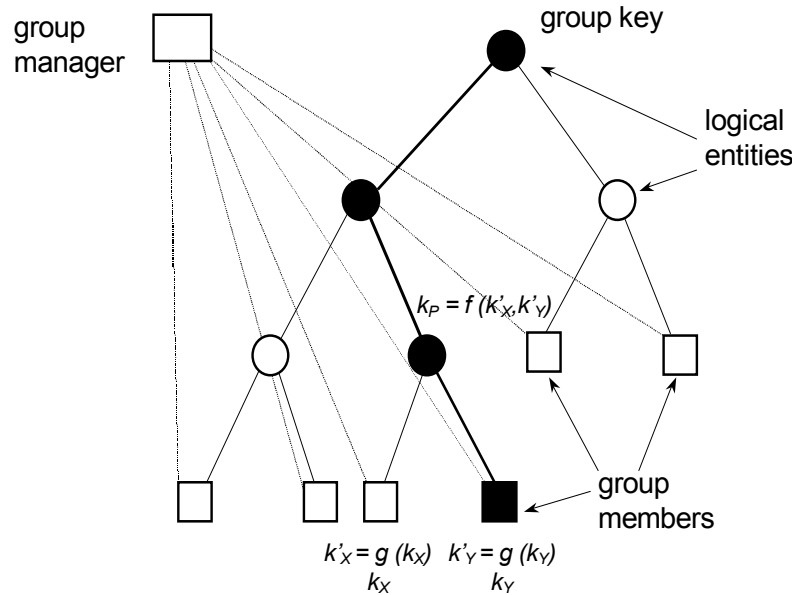 group
manager
group key
logical
entities
k_P = f (k'_X,k'_Y)
group
members
k'_X = g (k_X)
k_X
k'_Y = g (k_Y)
k_Y